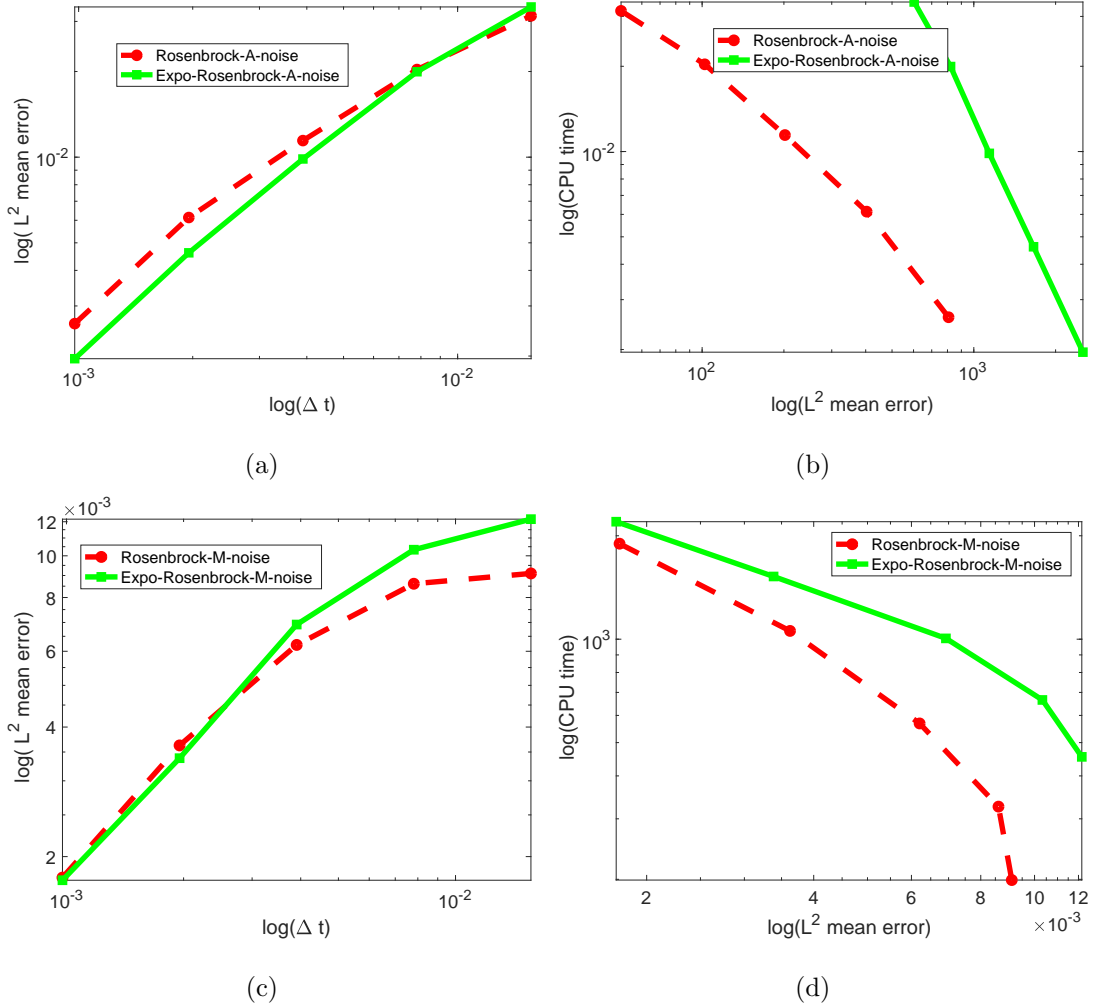 Rosenbrock-A-noise
Expo-Rosenbrock-A-noise
10⁻²
log( L² mean error)
10⁻³
10⁻²
log(Δ t)
(a)
Rosenbrock-A-noise
Expo-Rosenbrock-A-noise
10⁻²
log(CPU time)
10²
10³
log(L² mean error)
(b)
×10⁻³
12
10
8
6
4
2
Rosenbrock-M-noise
Expo-Rosenbrock-M-noise
log( L² mean error)
10⁻³
10⁻²
log(Δ t)
(c)
Rosenbrock-M-noise
Expo-Rosenbrock-M-noise
10³
log(CPU time)
2 4 6 8 10 12
×10⁻³
log(L² mean error)
(d)